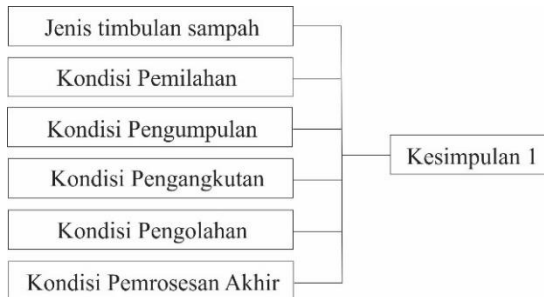 Jenis timbulan sampah
Kondisi Pemilahan
Kondisi Pengumpulan
Kondisi Pengangkutan
Kondisi Pengolahan
Kondisi Pemrosesan Akhir
Kesimpulan 1